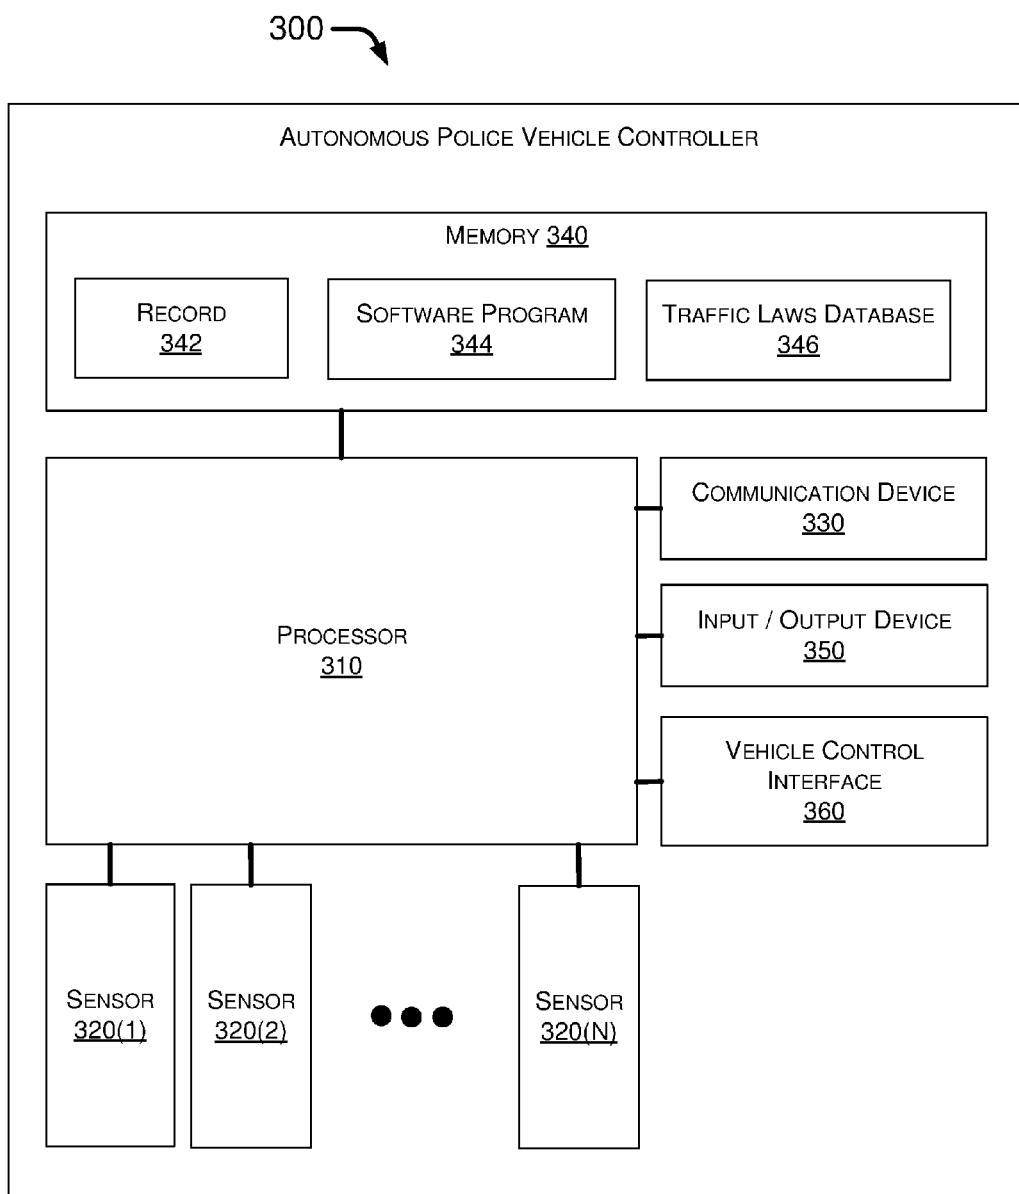 300
AUTONOMOUS POLICE VEHICLE CONTROLLER
MEMORY 340
RECORD
342
SOFTWARE PROGRAM
344
TRAFFIC LAWS DATABASE
346
PROCESSOR
310
COMMUNICATION DEVICE
330
INPUT / OUTPUT DEVICE
350
VEHICLE CONTROL
INTERFACE
360
SENSOR
320(1)
SENSOR
320(2)
SENSOR
320(N)